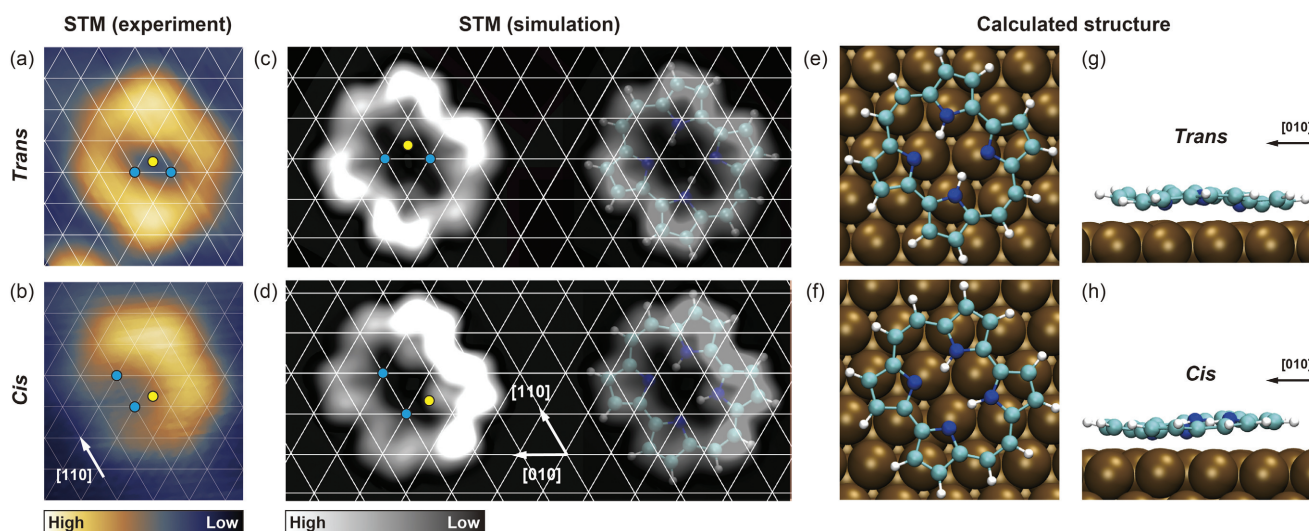 STM (experiment)
STM (simulation)
Calculated structure
(a)
(c)
(e)
(g)
Trans
Trans
[010]
(b)
(d)
(f)
(h)
Cis
Cis
[010]
[110]
[110]
[010]
High
Low
High
Low